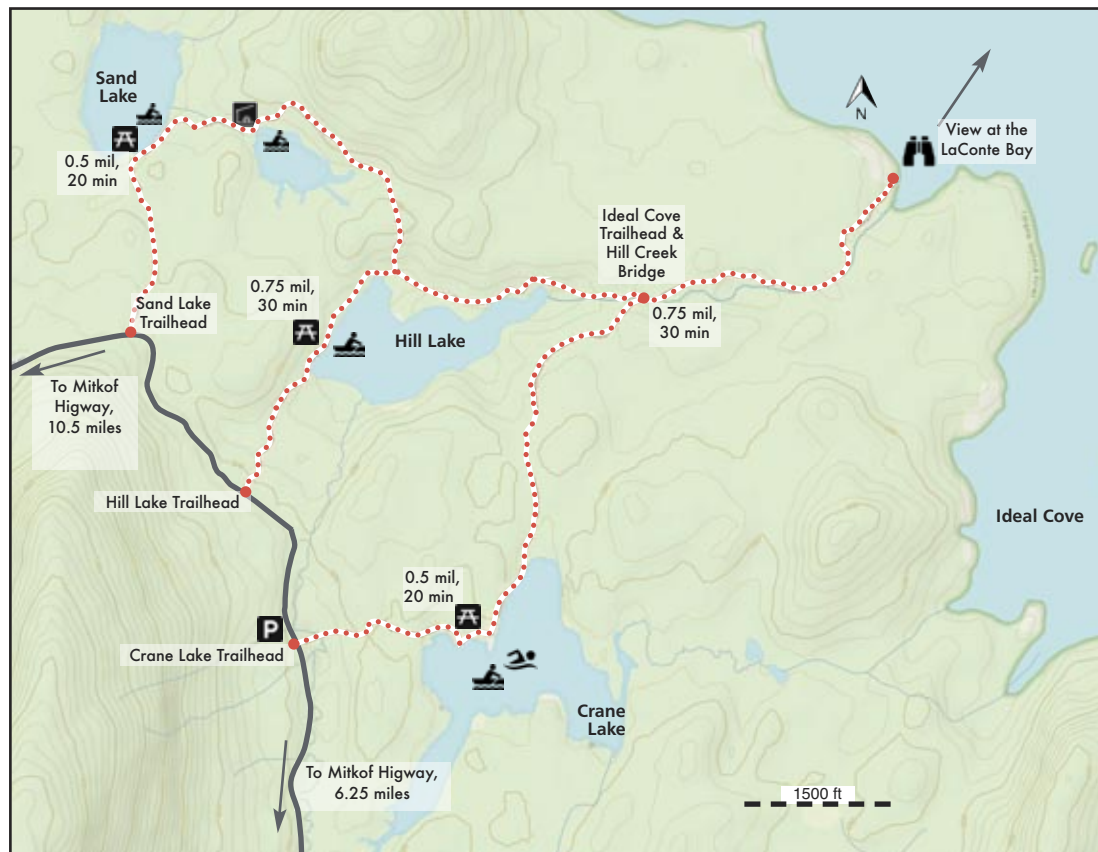 Sand
Lake
0.5 mil,
20 min
N
View at the
LaConte Bay
Ideal Cove
Trailhead &
Hill Creek
Bridge
0.75 mil,
30 min
0.75 mil,
30 min
Sand Lake
Trailhead
Hill Lake
To Mitkof
Higway,
10.5 miles
Hill Lake Trailhead
Ideal Cove
0.5 mil,
20 min
P
Crane Lake Trailhead
Crane
Lake
To Mitkof Higway,
6.25 miles
1500 ft